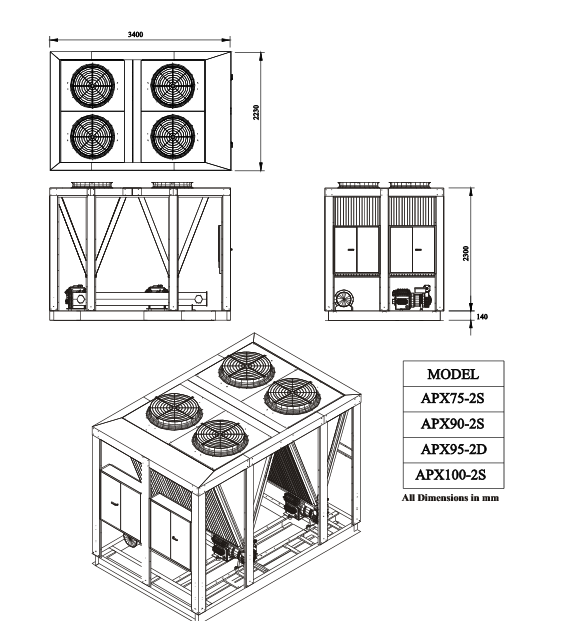 3400
2230
2300
140
MODEL
APX75-2S
APX90-2S
APX95-2D
APX100-2S
All Dimensions in mm